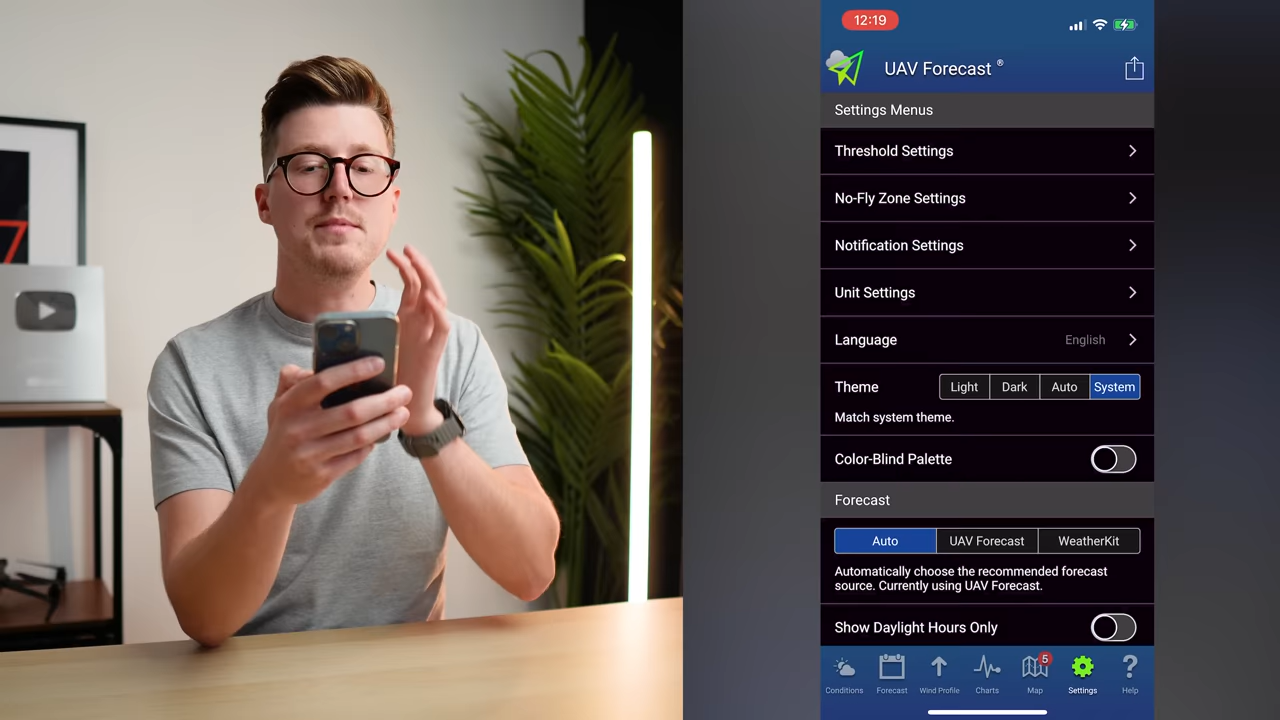 12:19
UAV Forecast ®
Settings Menus
Threshold Settings
No-Fly Zone Settings
Notification Settings
Unit Settings
Language English
Theme Light Dark Auto System
Match system theme.
Color-Blind Palette
Forecast
Auto UAV Forecast WeatherKit
Automatically choose the recommended forecast
source. Currently using UAV Forecast.
Show Daylight Hours Only
5
Conditions Forecast Wind Profile Charts Map Settings Help
7